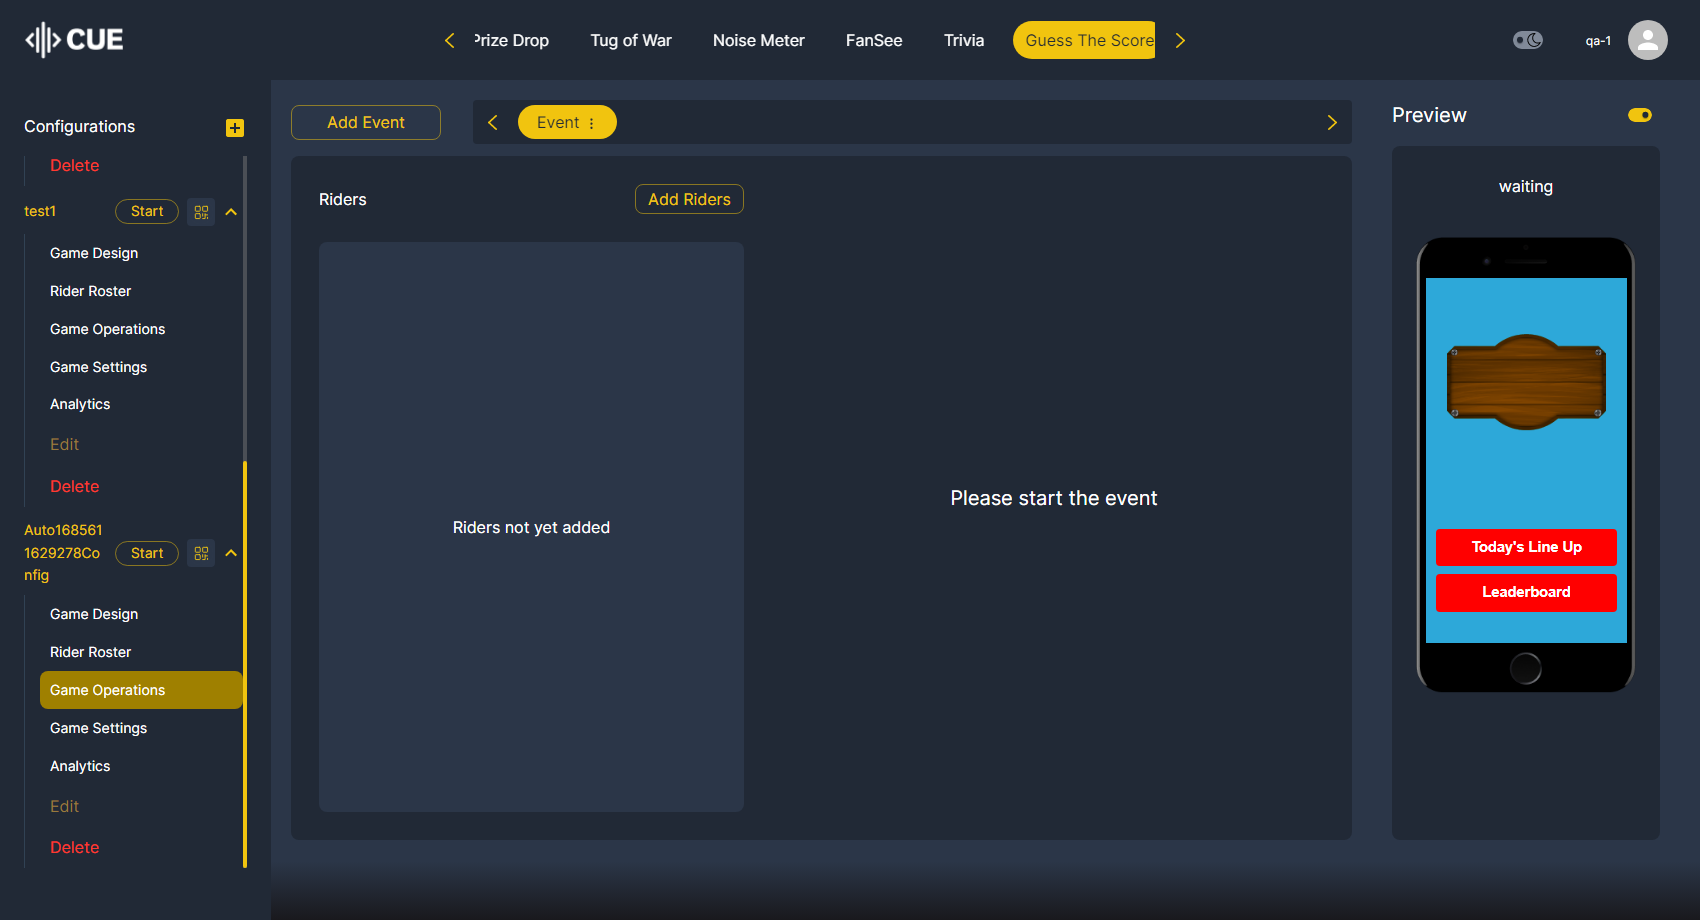 CUE
Prize Drop
Tug of War
Noise Meter
FanSee
Trivia
Guess The Score
qa-1
Configurations
Delete
test1
Start
Game Design
Rider Roster
Game Operations
Game Settings
Analytics
Edit
Delete
Auto168561
1629278Co
nfig
Start
Game Design
Rider Roster
Game Operations
Game Settings
Analytics
Edit
Delete
Add Event
Event
Riders
Add Riders
Riders not yet added
Please start the event
Preview
waiting
Today's Line Up
Leaderboard